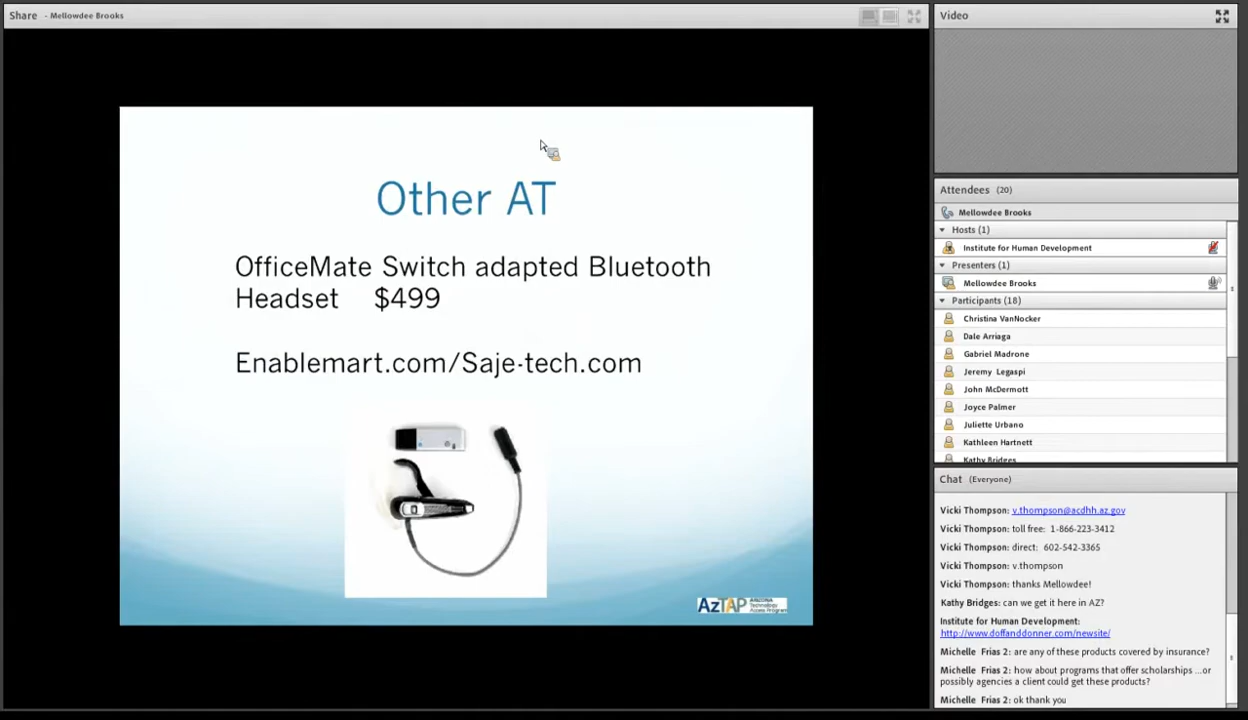 Share - Mellowdee Brooks
Other AT
OfficeMate Switch adapted Bluetooth
Headset $499
Enablemart.com/Saje-tech.com
AzTAP ARIZONA
Technology
Access Program
Video
Attendees (20)
Mellowdee Brooks
Hosts (1)
Institute for Human Development
Presenters (1)
Mellowdee Brooks
Participants (18)
Christina VanNocker
Dale Arriaga
Gabriel Madrone
Jeremy Legaspi
John McDermott
Joyce Palmer
Juliette Urbano
Kathleen Hartnett
Kathy Bridges
Chat (Everyone)
Vicki Thompson: v.thompson@acdhh.az.gov
Vicki Thompson: toll free: 1-866-223-3412
Vicki Thompson: direct: 602-542-3365
Vicki Thompson: v.thompson
Vicki Thompson: thanks Mellowdee!
Kathy Bridges: can we get it here in AZ?
Institute for Human Development:
http://www.doffanddonner.com/newsite/
Michelle Frias 2: are any of these products covered by insurance?
Michelle Frias 2: how about programs that offer scholarships ...or
possibly agencies a client could get these products?
Michelle Frias 2: ok thank you